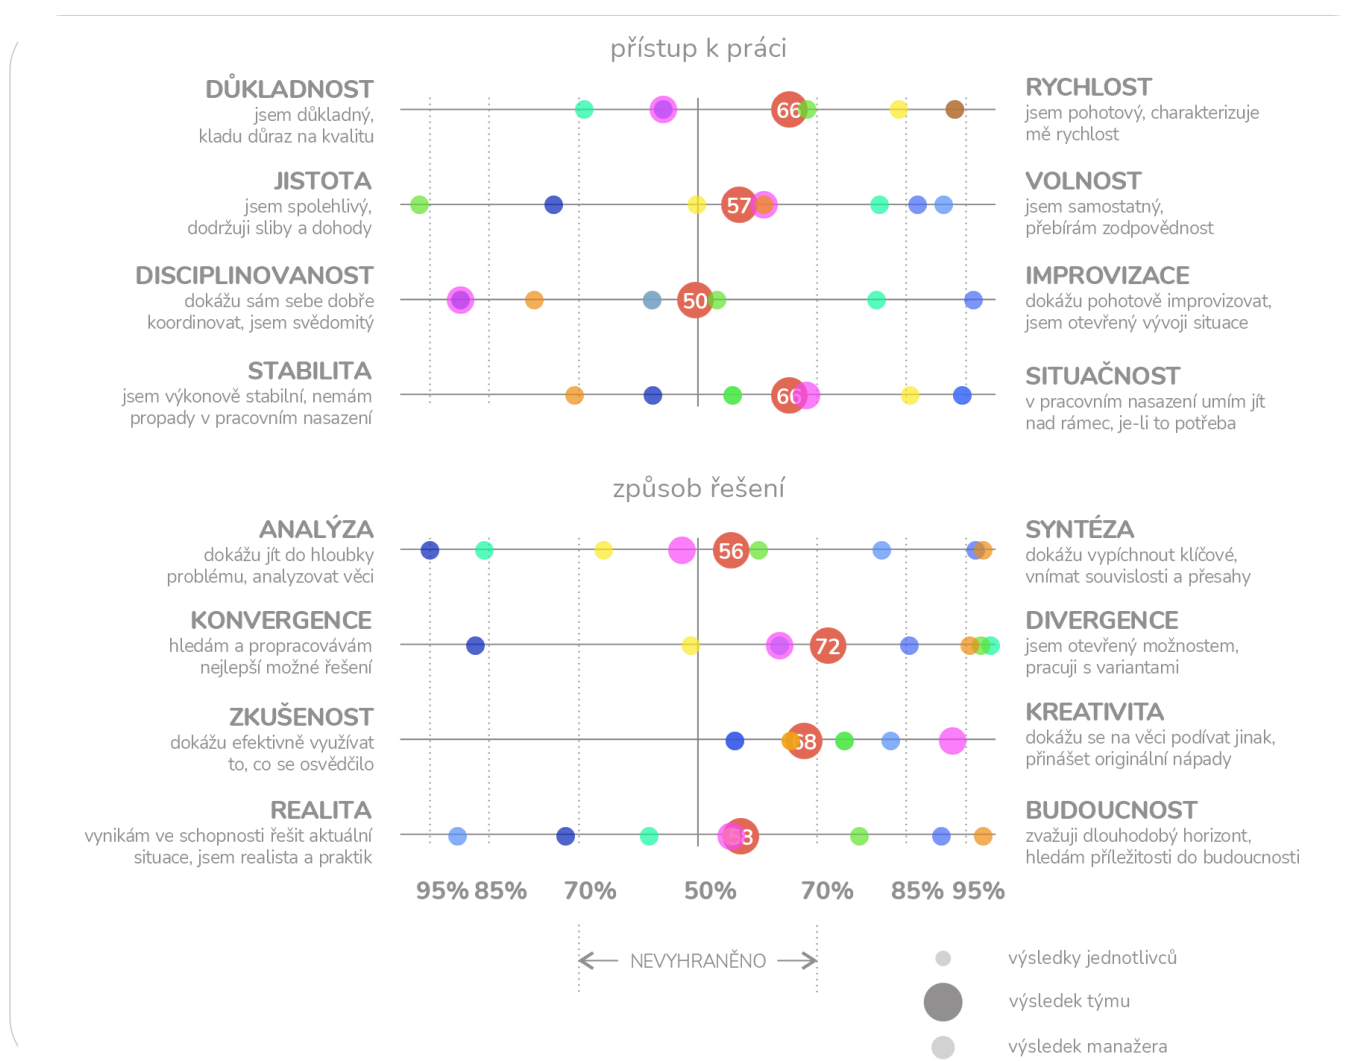 přístup k práci
DŮKLADNOST
jsem důkladný,
kladu důraz na kvalitu
66
RYCHLOST
jsem pohotový, charakterizuje
mě rychlost
JISTOTA
jsem spolehlivý,
dodržuji sliby a dohody
57
VOLNOST
jsem samostatný,
přebírám zodpovědnost
DISCIPLINOVANOST
dokážu sám sebe dobře
koordinovat, jsem svědomitý
50
IMPROVIZACE
dokážu pohotově improvizovat,
jsem otevřený vývoji situace
STABILITA
jsem výkonově stabilní, nemám
propady v pracovním nasazení
66
SITUAČNOST
v pracovním nasazení umím jít
nad rámec, je-li to potřeba
způsob řešení
ANALÝZA
dokážu jít do hloubky
problému, analyzovat věci
56
SYNTÉZA
dokážu vypíchnout klíčové,
vnímat souvislosti a přesahy
KONVERGENCE
hledám a propracovávám
nejlepší možné řešení
72
DIVERGENCE
jsem otevřený možnostem,
pracuji s variantami
ZKUŠENOST
dokážu efektivně využívat
to, co se osvědčilo
68
KREATIVITA
dokážu se na věci podívat jinak,
přinášet originální nápady
REALITA
vynikám ve schopnosti řešit aktuální
situace, jsem realista a praktik
58
BUDOUCNOST
zvažuji dlouhodobý horizont,
hledám příležitosti do budoucnosti
95% 85% 70% 50% 70% 85% 95%
NEVYHRANĚNO
výsledky jednotlivců
výsledek týmu
výsledek manažera